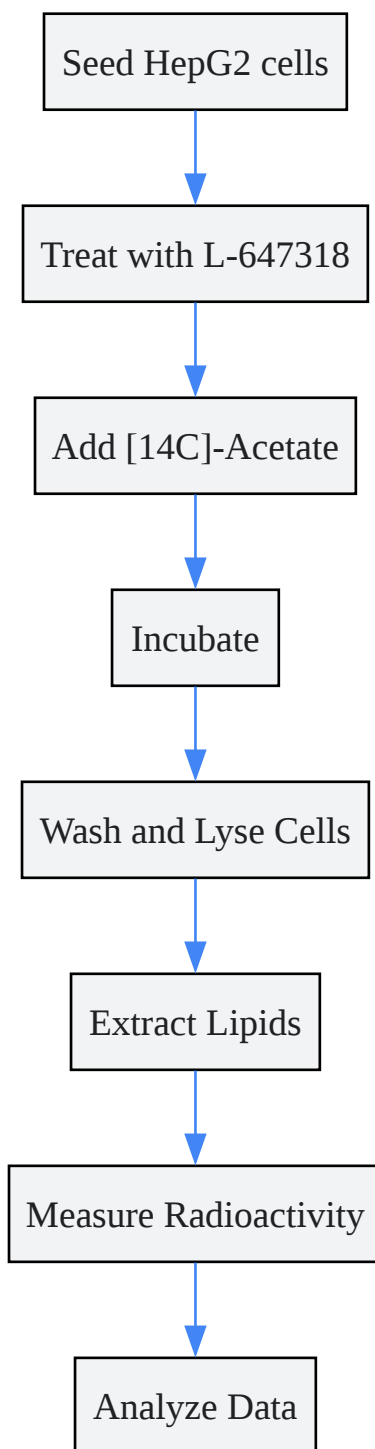 Seed HepG2 cells
Treat with L-647318
Add [14C]-Acetate
Incubate
Wash and Lyse Cells
Extract Lipids
Measure Radioactivity
Analyze Data